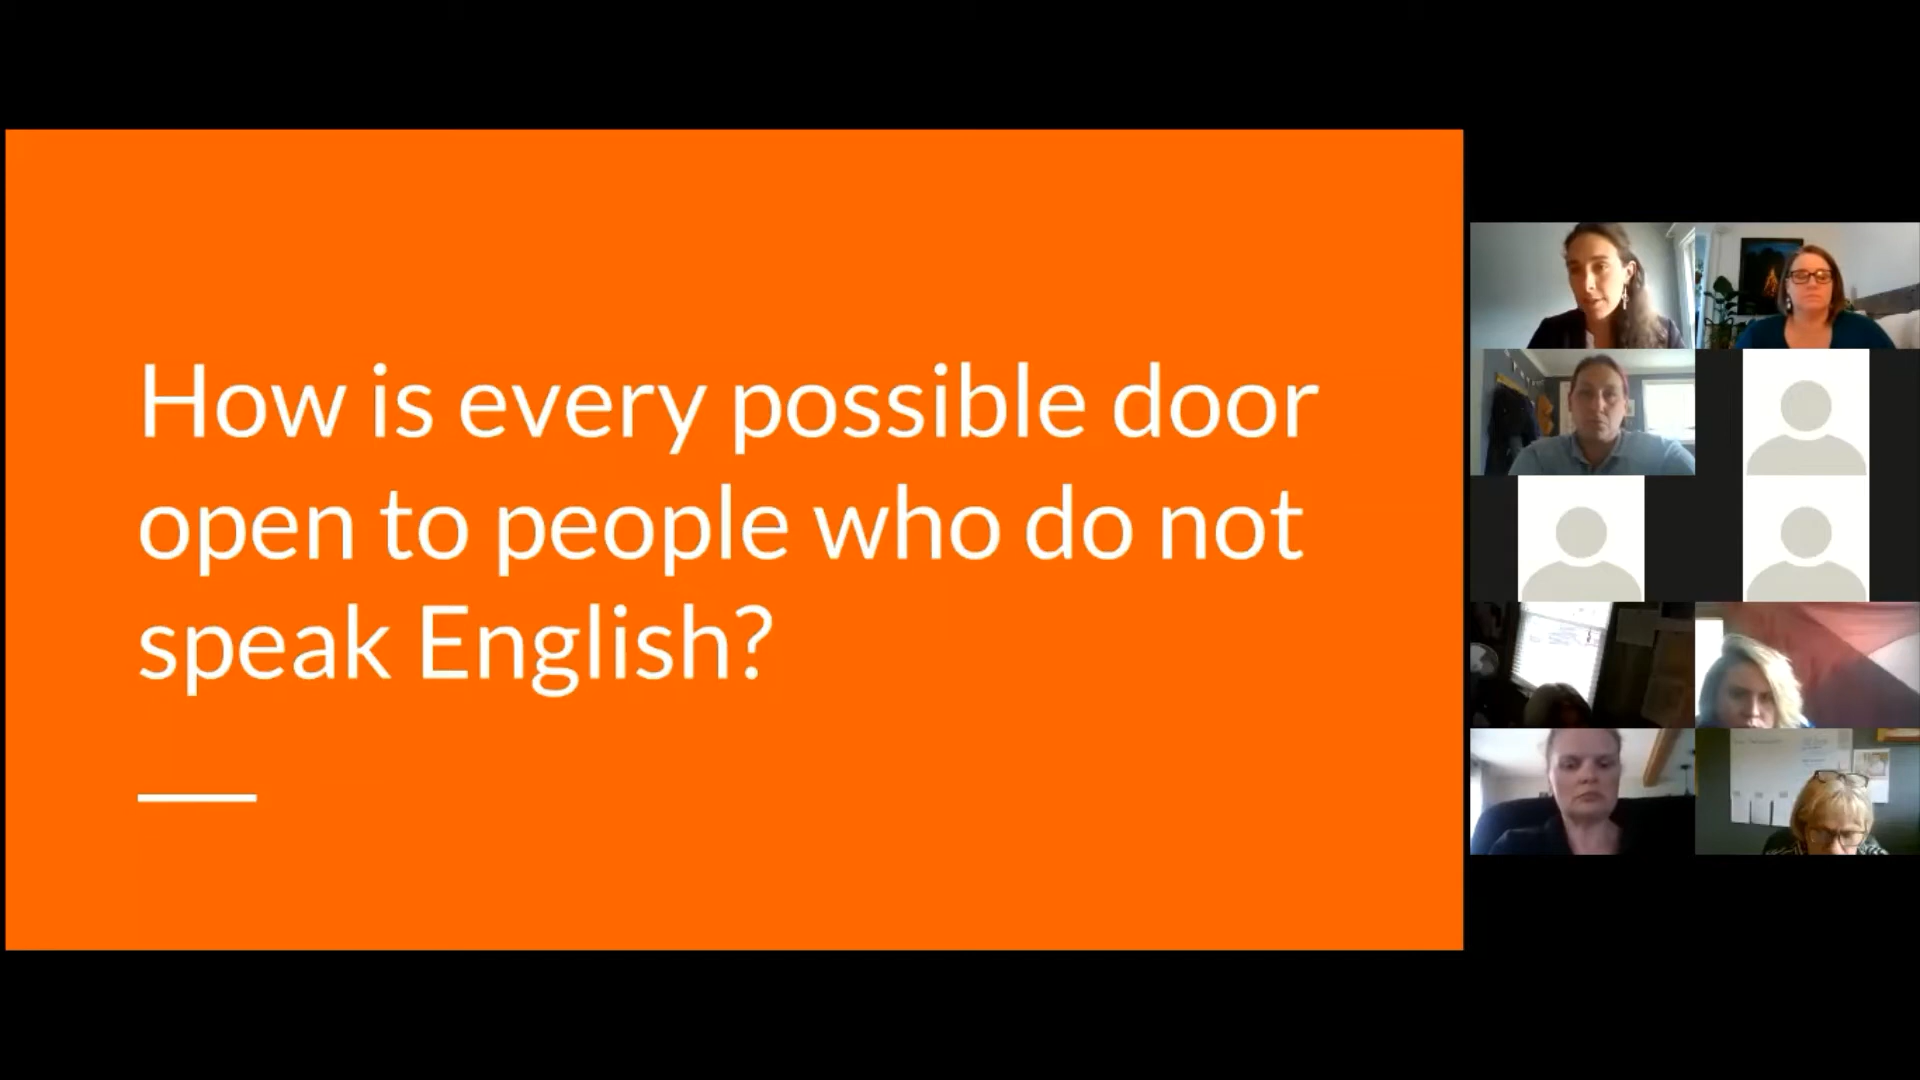 How is every possible door
open to people who do not
speak English?